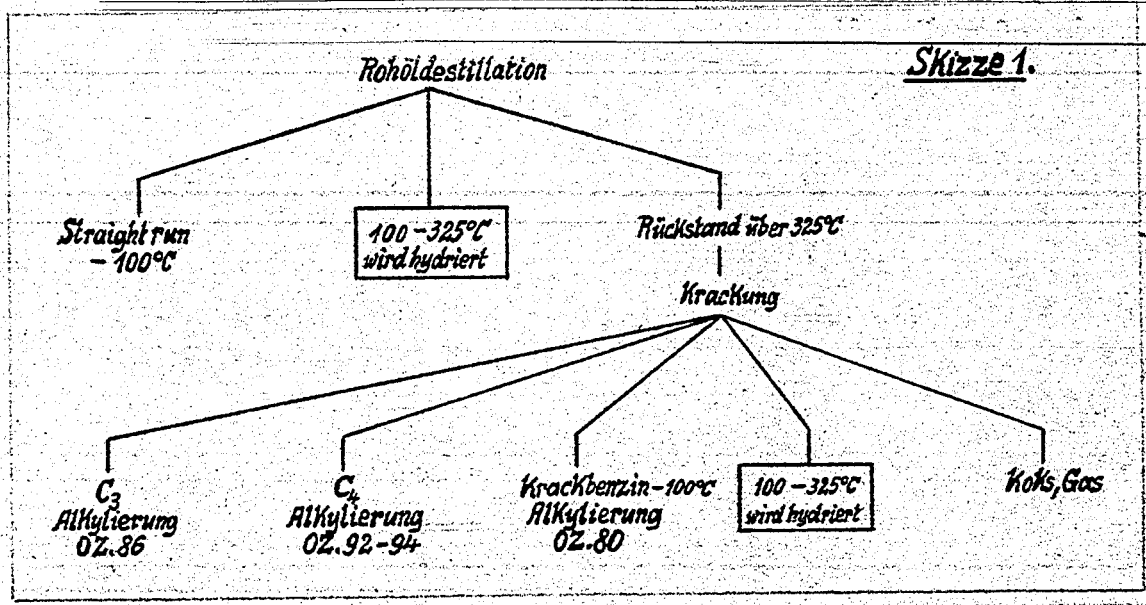 Skizze 1.
Rohöldestillation
Straight run
- 100°C
100-325°C
wird hydriert
Rückstand über 325°C
Krackung
C3
Alkylierung
OZ.86
C4
Alkylierung
OZ.92-94
Krackbenzin-100°C
Alkylierung
OZ.80
100-325°C
wird hydriert
Koks, Gas